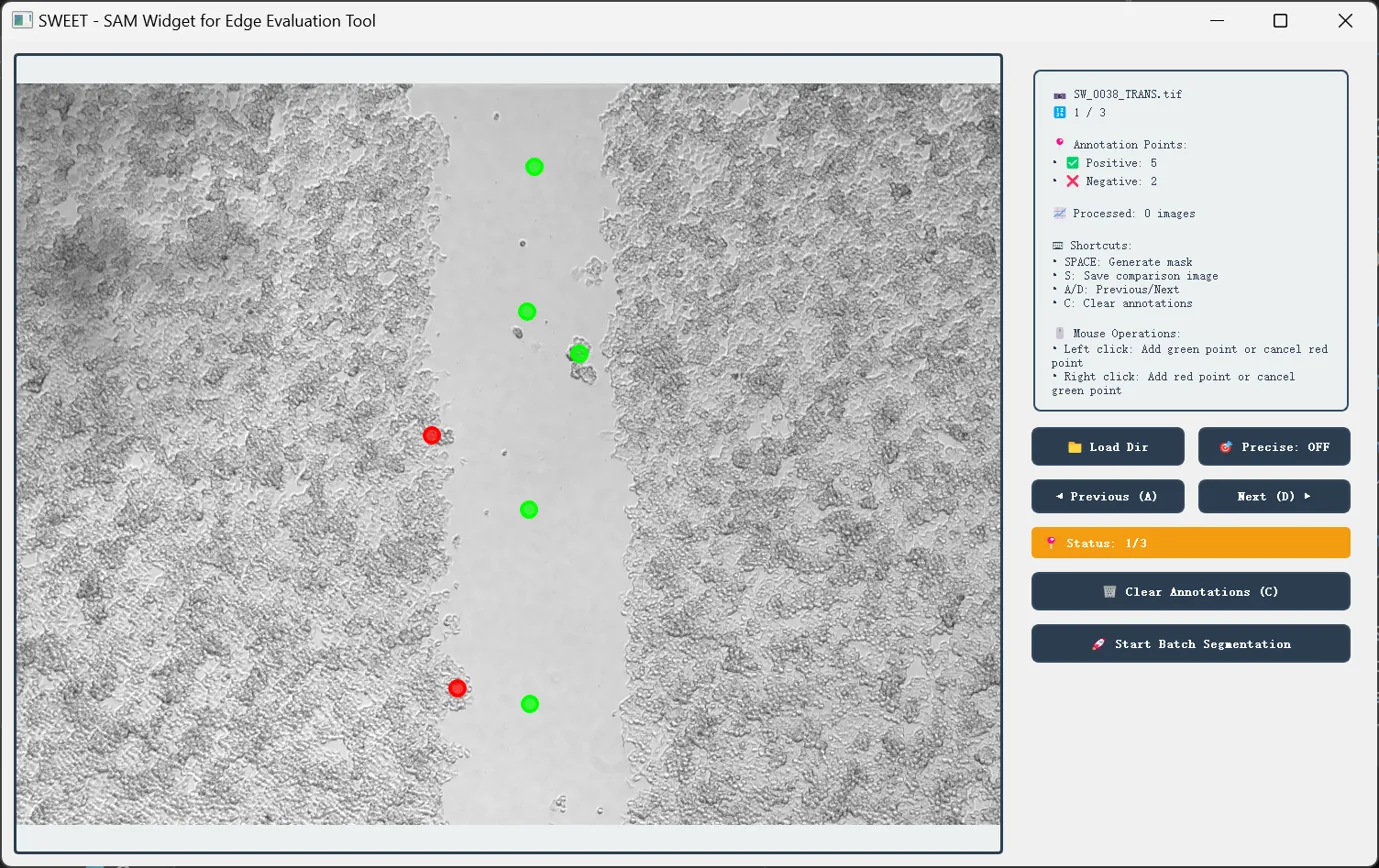 SWEET - SAM Widget for Edge Evaluation Tool
SW_0038_TRANS.tif
1 / 3
Annotation Points:
• Positive: 5
• Negative: 2
Processed: 0 images
Shortcuts:
• SPACE: Generate mask
• S: Save comparison image
• A/D: Previous/Next
• C: Clear annotations
Mouse Operations:
• Left click: Add green point or cancel red
point
• Right click: Add red point or cancel
green point
Load Dir
Precise: OFF
◄ Previous (A)
Next (D) ►
Status: 1/3
Clear Annotations (C)
Start Batch Segmentation